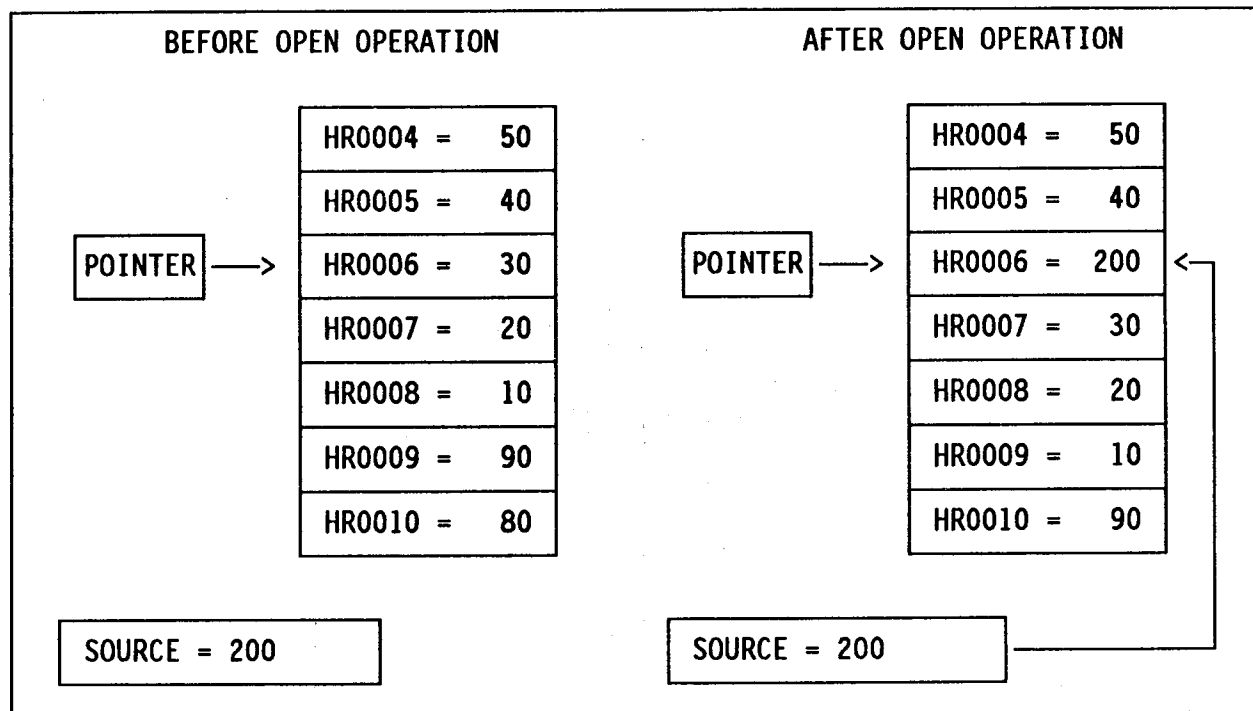 BEFORE OPEN OPERATION
HR0004 = 50
HR0005 = 40
POINTER
HR0006 = 30
HR0007 = 20
HR0008 = 10
HR0009 = 90
HR0010 = 80
SOURCE = 200
AFTER OPEN OPERATION
HR0004 = 50
HR0005 = 40
POINTER
HR0006 = 200
HR0007 = 30
HR0008 = 20
HR0009 = 10
HR0010 = 90
SOURCE = 200